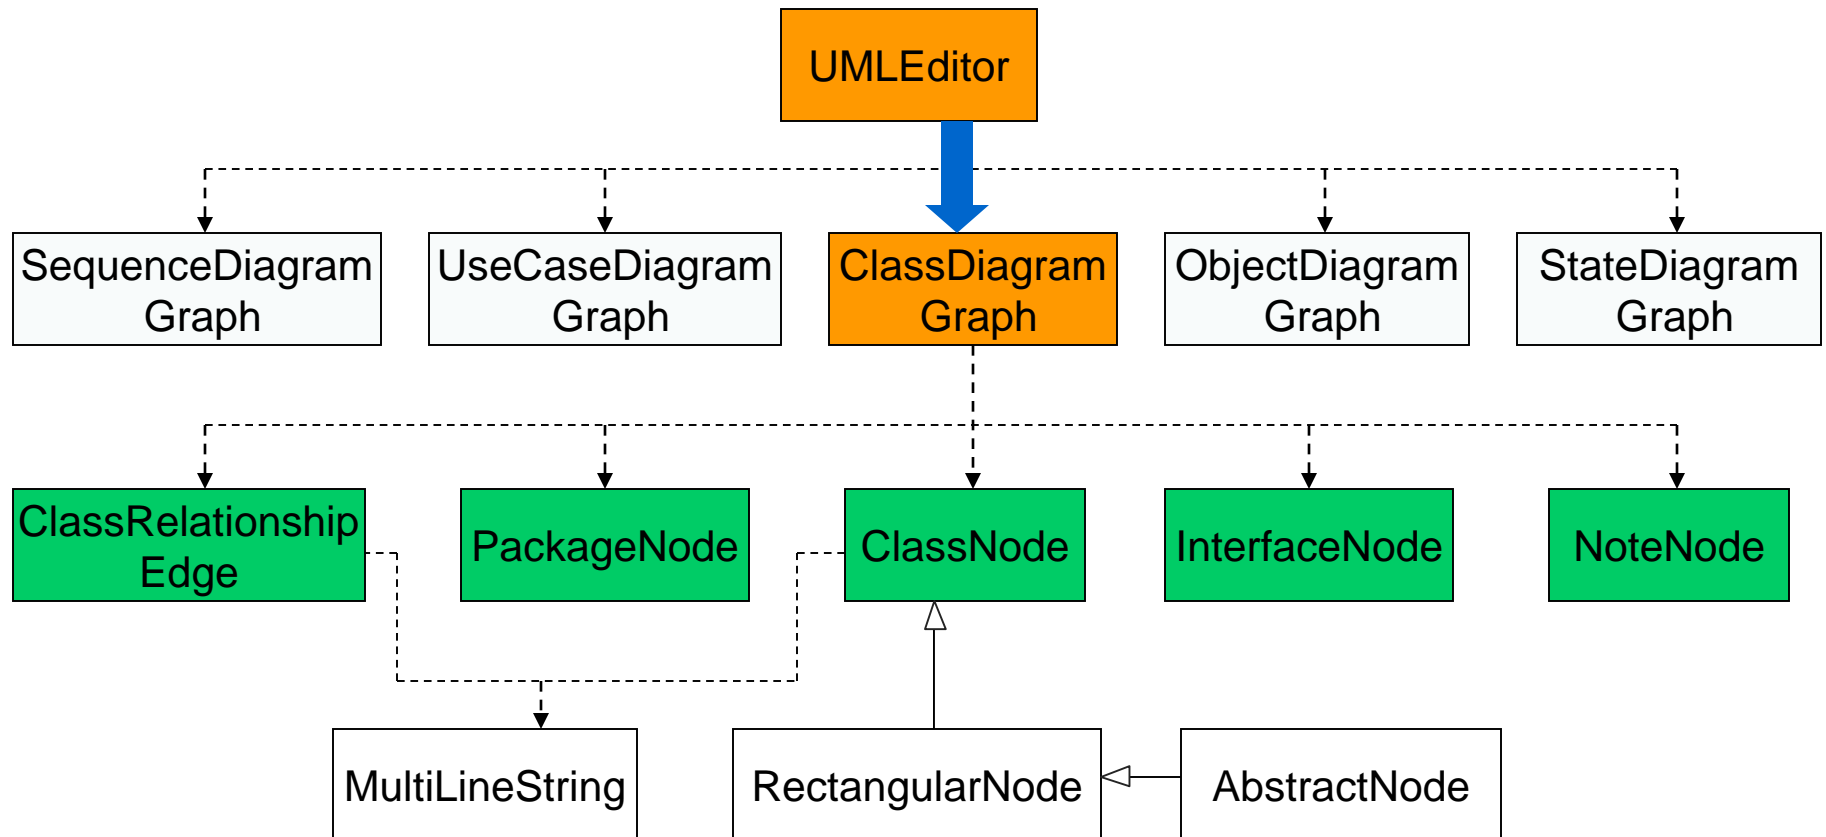 UMLEditor
SequenceDiagram
Graph
UseCaseDiagram
Graph
ClassDiagram
Graph
ObjectDiagram
Graph
StateDiagram
Graph
ClassRelationship
Edge
PackageNode
ClassNode
InterfaceNode
NoteNode
MultiLineString
RectangularNode
AbstractNode